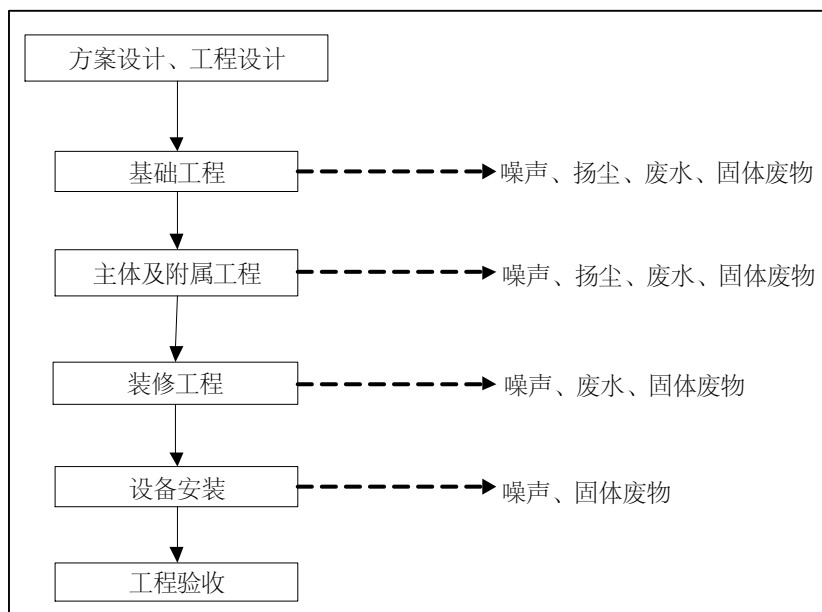 方案设计、工程设计
基础工程
噪声、扬尘、废水、固体废物
主体及附属工程
噪声、扬尘、废水、固体废物
装修工程
噪声、废水、固体废物
设备安装
噪声、固体废物
工程验收